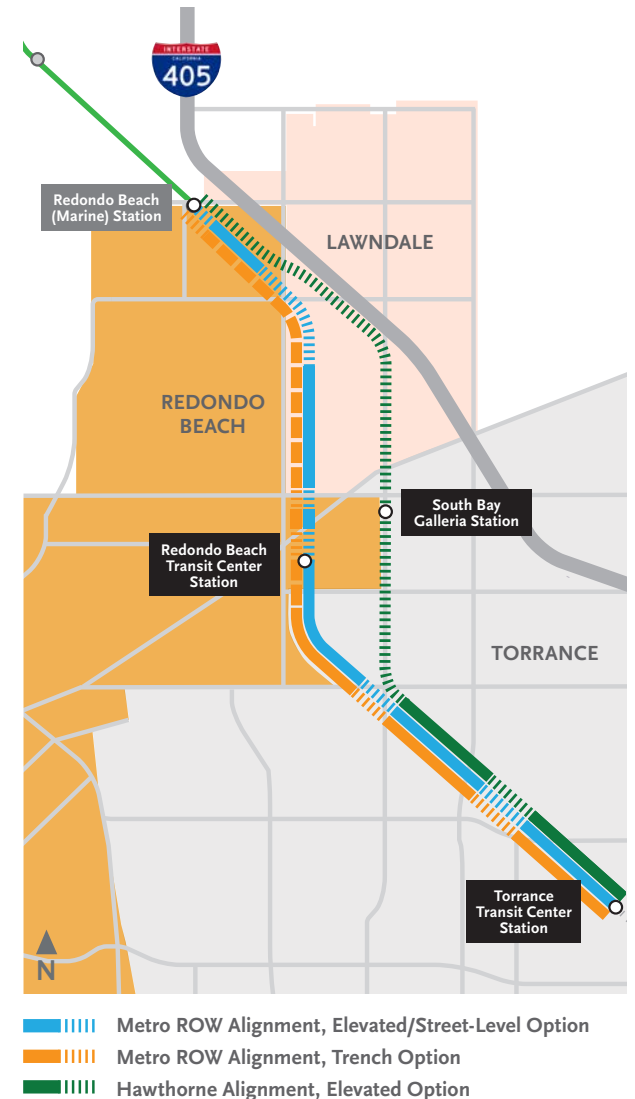 INTERSTATE
CALIFORNIA
405
Redondo Beach
(Marine) Station
LAWNDALE
REDONDO
BEACH
South Bay
Galleria Station
Redondo Beach
Transit Center
Station
TORRANCE
Torrance
Transit Center
Station
N
Metro ROW Alignment, Elevated/Street-Level Option
Metro ROW Alignment, Trench Option
Hawthorne Alignment, Elevated Option